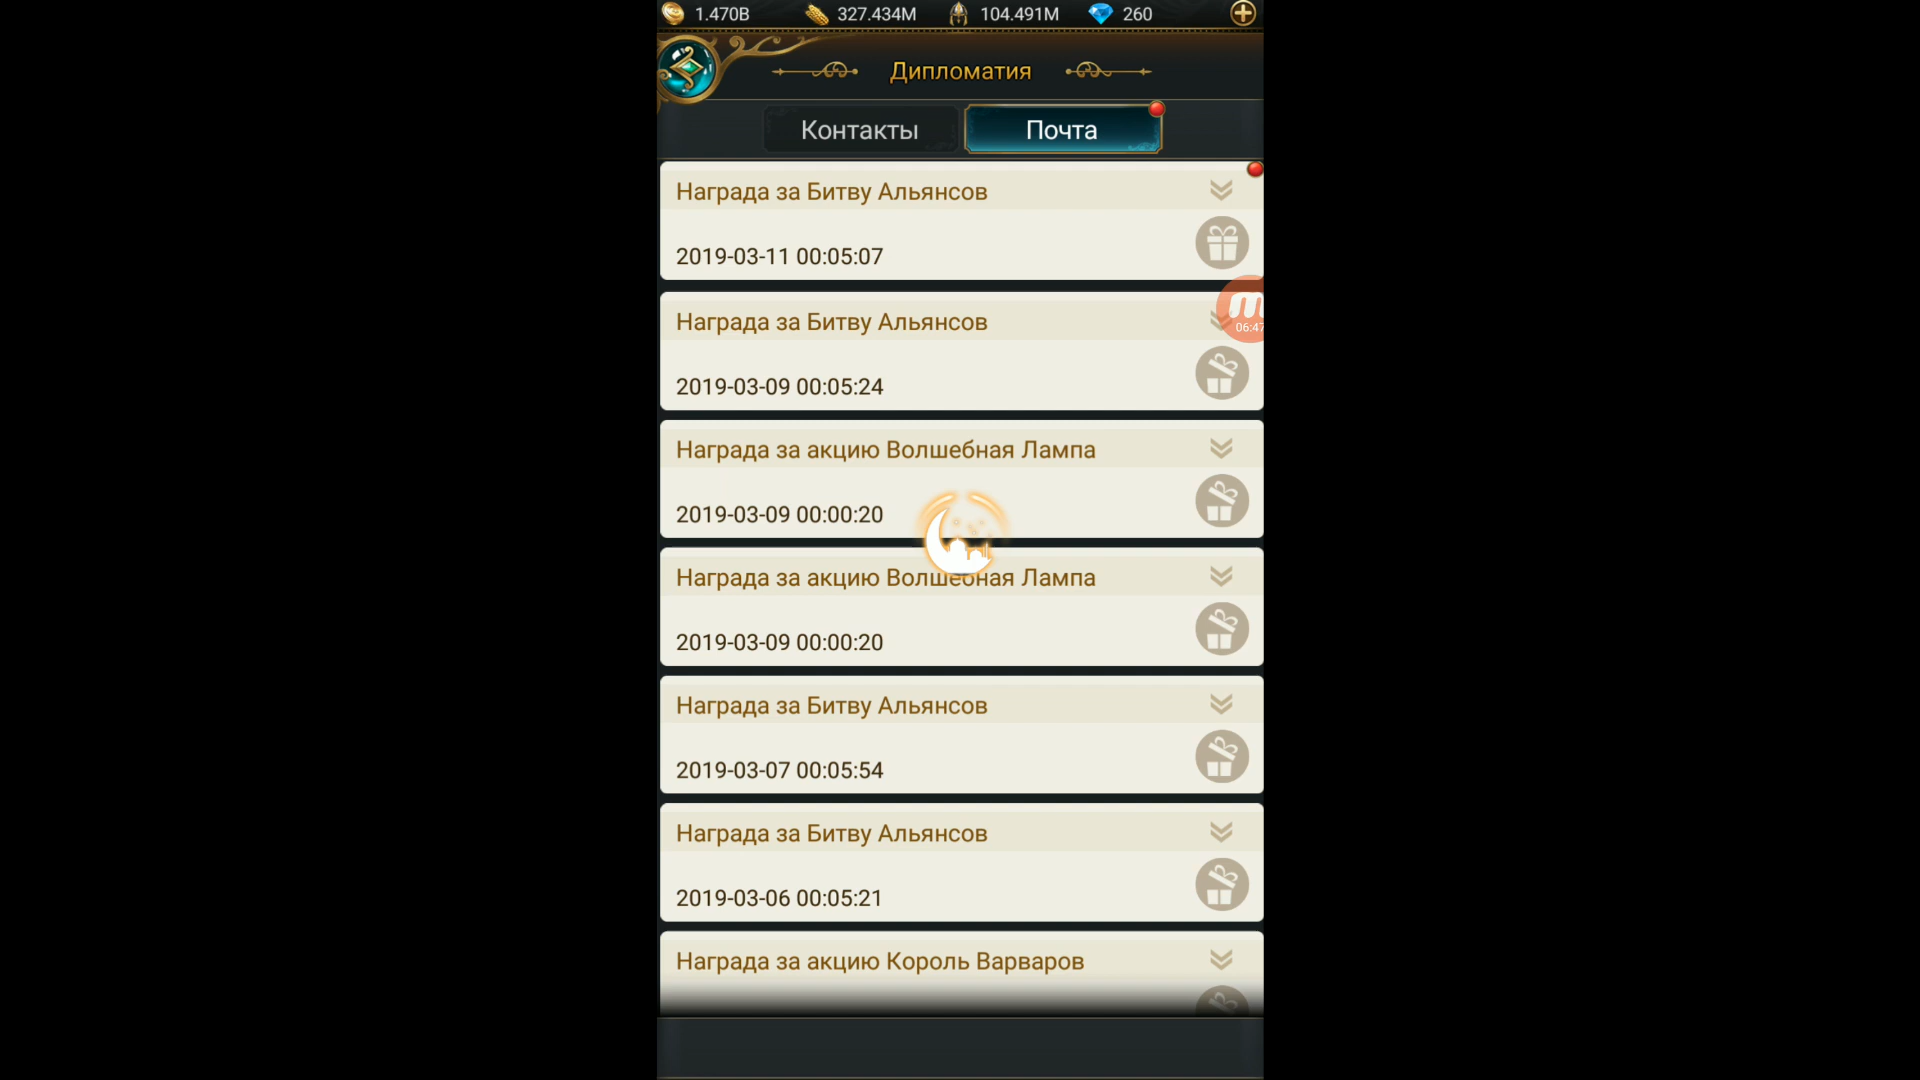 1.470B 327.434M 104.491M 260
Дипломатия
Контакты Почта
Награда за Битву Альянсов
2019-03-11 00:05:07
Награда за Битву Альянсов
06:47
2019-03-09 00:05:24
Награда за акцию Волшебная Лампа
2019-03-09 00:00:20
Награда за акцию Волшебная Лампа
2019-03-09 00:00:20
Награда за Битву Альянсов
2019-03-07 00:05:54
Награда за Битву Альянсов
2019-03-06 00:05:21
Награда за акцию Король Варваров